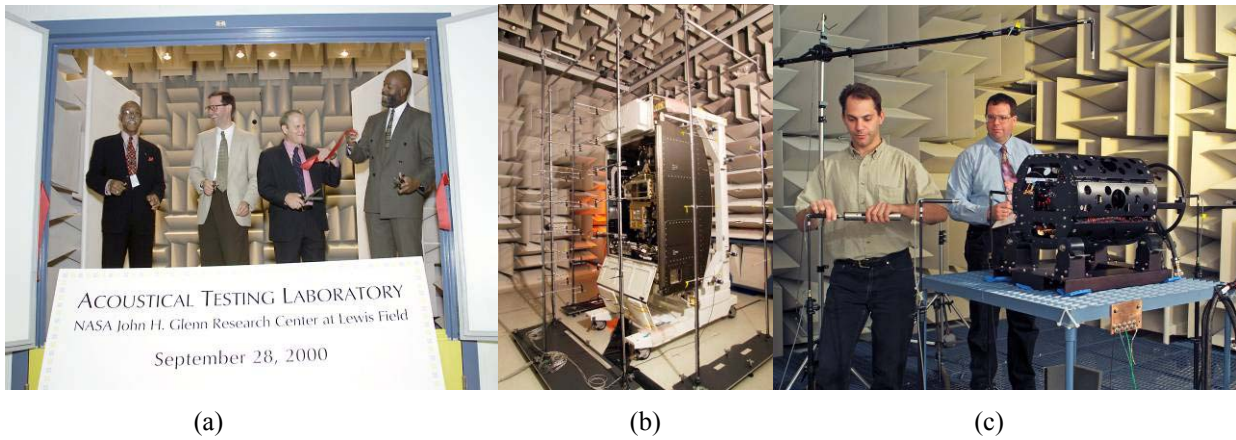 ACOUSTICAL TESTING LABORATORY
NASA John H. Glenn Research Center at Lewis Field
September 28, 2000
(a)
(b)
(c)